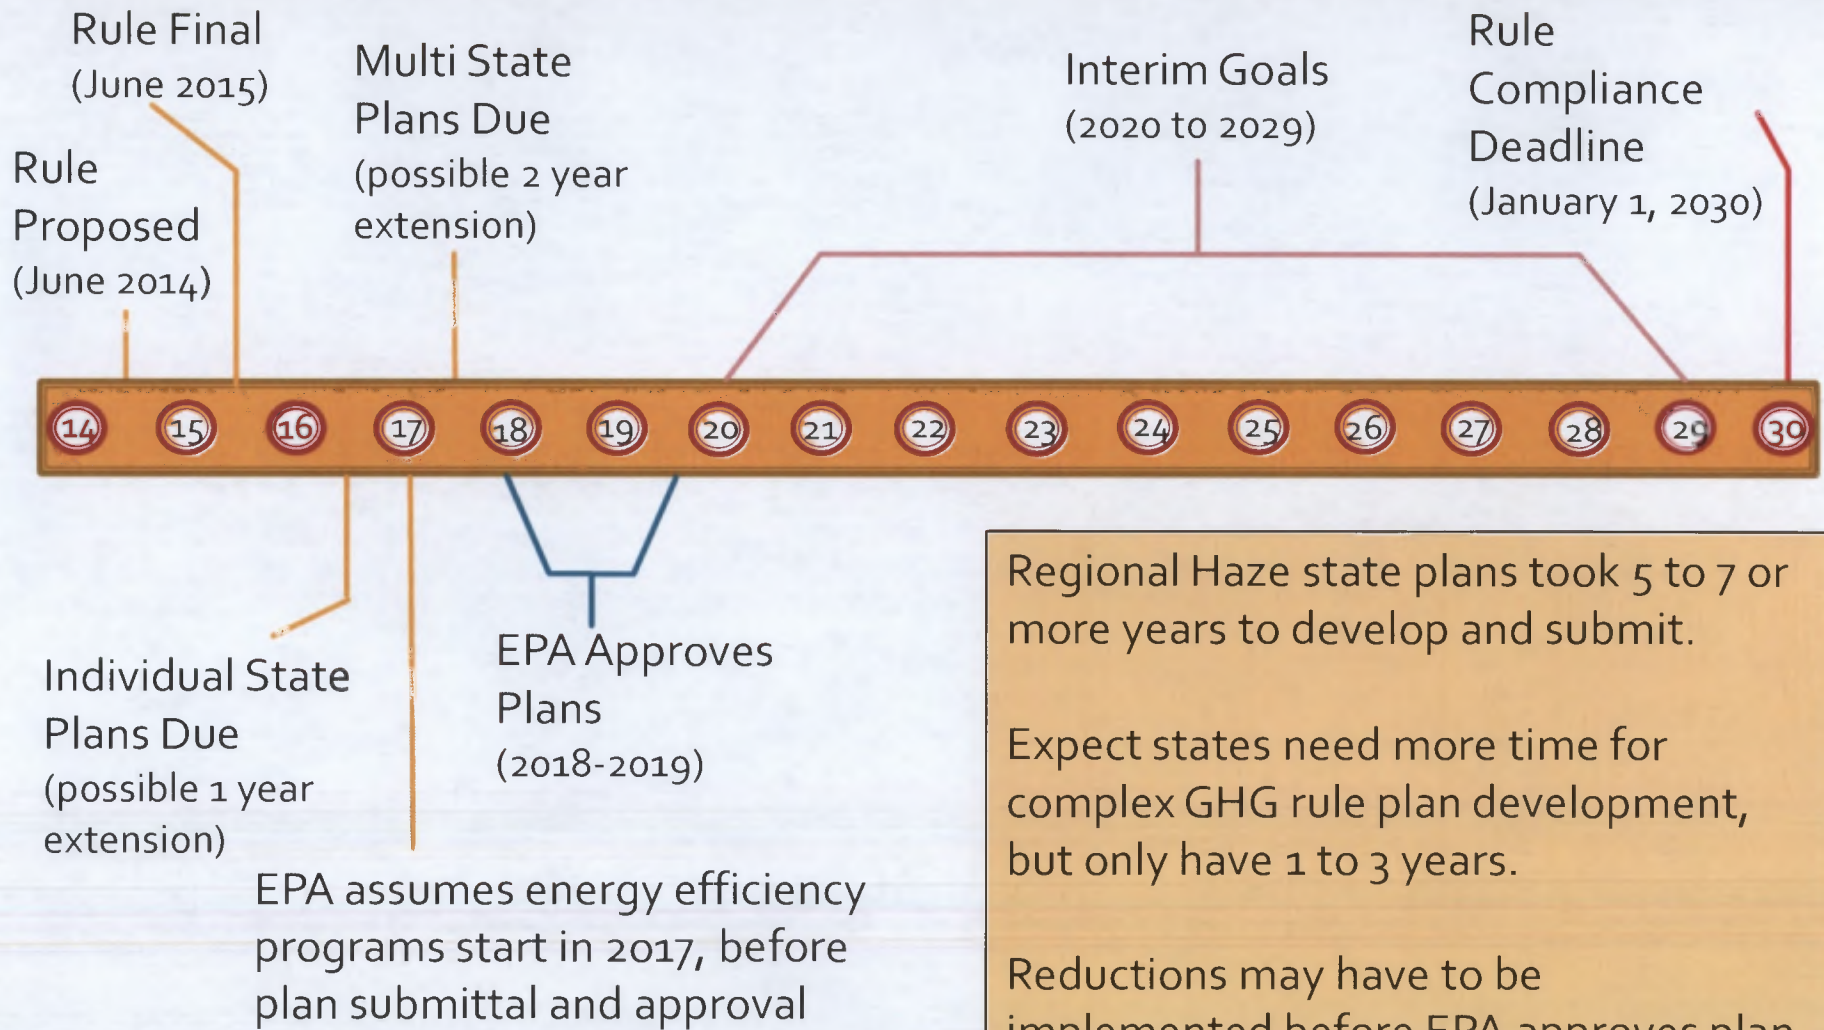 Rule Final
(June 2015)
Rule
Proposed
(June 2014)
Multi State
Plans Due
(possible 2 year
extension)
Interim Goals
(2020 to 2029)
Rule
Compliance
Deadline
(January 1, 2030)
14 15 16 17 18 19 20 21 22 23 24 25 26 27 28 29 30
Individual State
Plans Due
(possible 1 year
extension)
EPA Approves
Plans
(2018-2019)
EPA assumes energy efficiency
programs start in 2017, before
plan submittal and approval
Regional Haze state plans took 5 to 7 or
more years to develop and submit.
Expect states need more time for
complex GHG rule plan development,
but only have 1 to 3 years.
Reductions may have to be
implemented before EPA approves plan